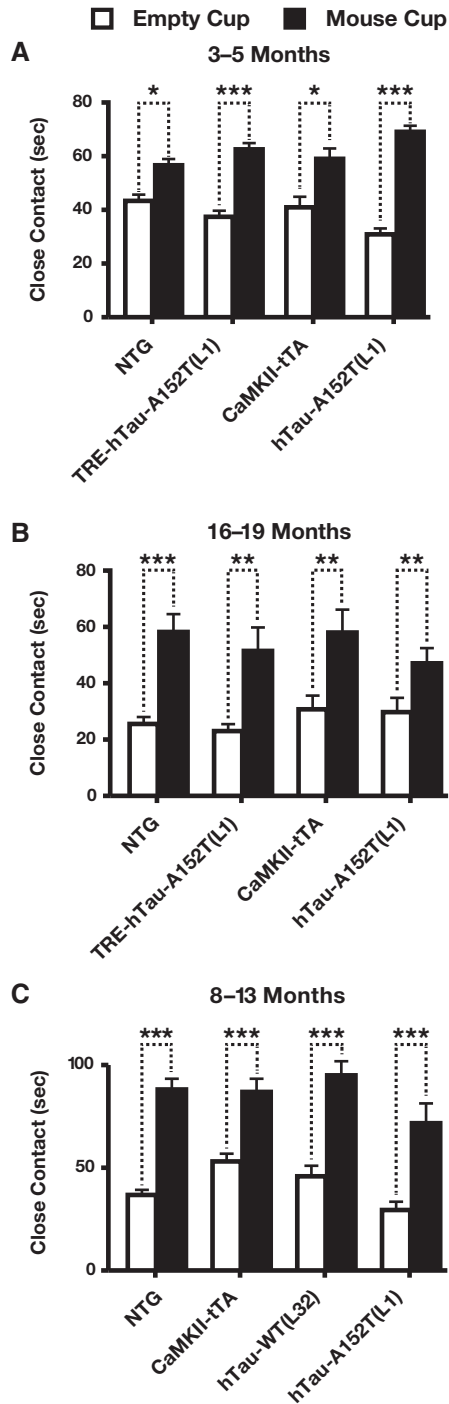 Empty Cup Mouse Cup
A 3–5 Months
Close Contact (sec)
80
60
40
20
0
* *** * ***
NTG
TRE-hTau-A152T(L1)
CaMKII-tTA
hTau-A152T(L1)
B 16–19 Months
Close Contact (sec)
80
60
40
20
0
*** ** ** **
NTG
TRE-hTau-A152T(L1)
CaMKII-tTA
hTau-A152T(L1)
C 8–13 Months
Close Contact (sec)
100
50
0
*** *** *** ***
NTG
CaMKII-tTA
hTau-WT(L32)
hTau-A152T(L1)